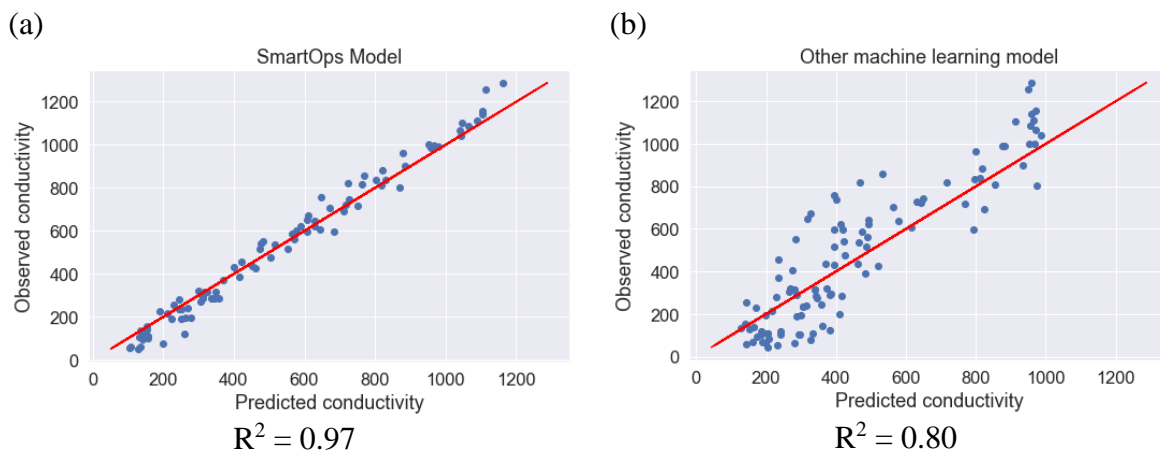 (a)
SmartOps Model
Observed conductivity
1200
1000
800
600
400
200
0
0 200 400 600 800 1000 1200
Predicted conductivity
R² = 0.97
(b)
Other machine learning model
Observed conductivity
1200
1000
800
600
400
200
0
0 200 400 600 800 1000 1200
Predicted conductivity
R² = 0.80